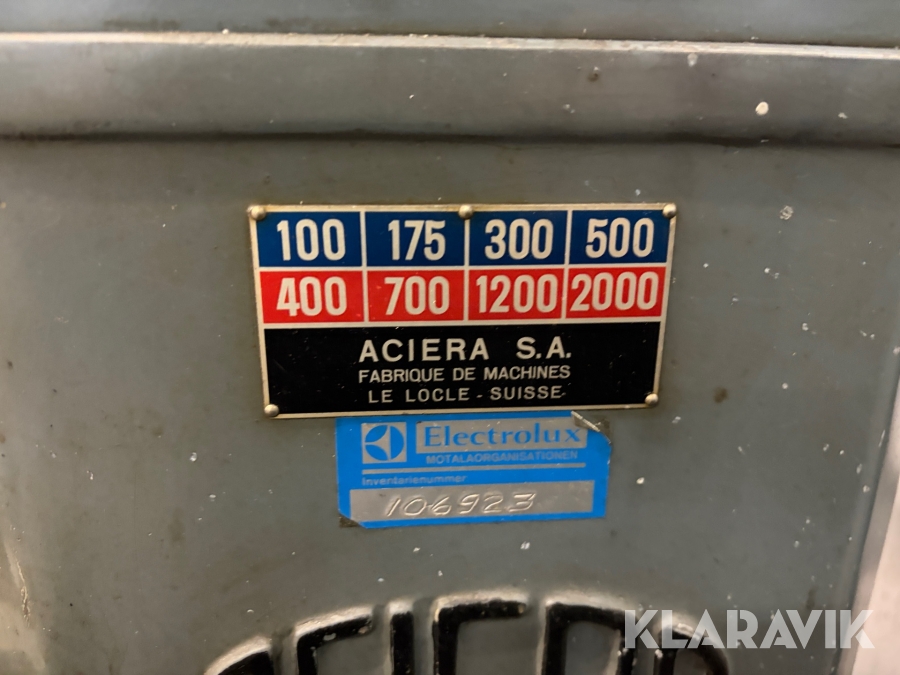 100 175 300 500
400 700 1200 2000
ACIERA S.A.
FABRIQUE DE MACHINES
LE LOCLE - SUISSE
Electrolux
MOTALAORGANISATIONEN
Inventarienummer
106923
KLARAVIK